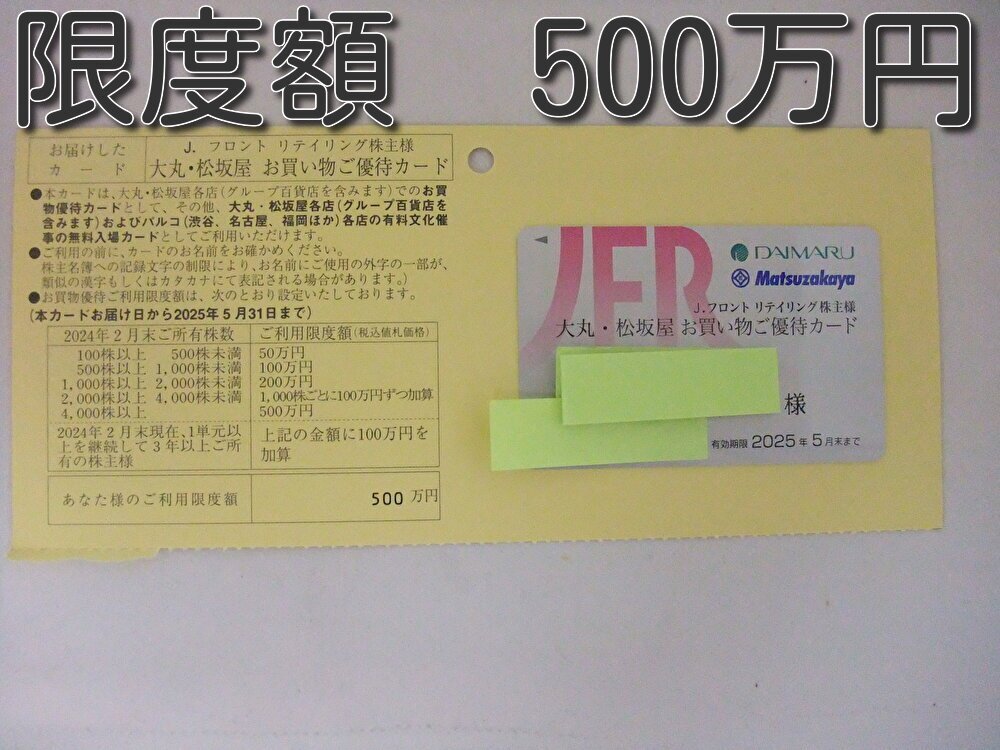 限度額 500万円
お届けした
カード
J. フロント リテイリング株主様
大丸・松坂屋 お買い物ご優待カード
●本カードは、大丸・松坂屋各店(グループ百貨店を含みます)でのお買
物優待カードとして、その他、大丸・松坂屋各店(グループ百貨店を
含みます)およびパルコ(渋谷、名古屋、福岡ほか)各店の有料文化催
事の無料入場カードとしてご利用いただけます。
●ご利用の前に、カードのお名前をお確かめください。
株主名簿への記録文字の制限により、お名前にご使用の外字の一部が、
類似の漢字もしくはカタカナにて表記される場合があります。)
●お買物優待ご利用限度額は、次のとおり設定いたしております。
(本カードお届け日から2025年5月31日まで)
2024年2月末ご所有株数 ご利用限度額(税込値札価格)
100株以上 500株未満 50万円
500株以上 1,000株未満 100万円
1,000株以上 2,000株未満 200万円
2,000株以上 4,000株未満 1,000株ごとに100万円ずつ加算
4,000株以上 500万円
2024年2月末現在、1単元以
上を継続して3年以上ご所
有の株主様
上記の金額に100万円を
加算
あなた様のご利用限度額 500 万円
JFR
DAIMARU
Matsuzakaya
J.フロント リテイリング株主様
大丸・松坂屋 お買い物ご優待カード
様
有効期限 2025年5月末まで